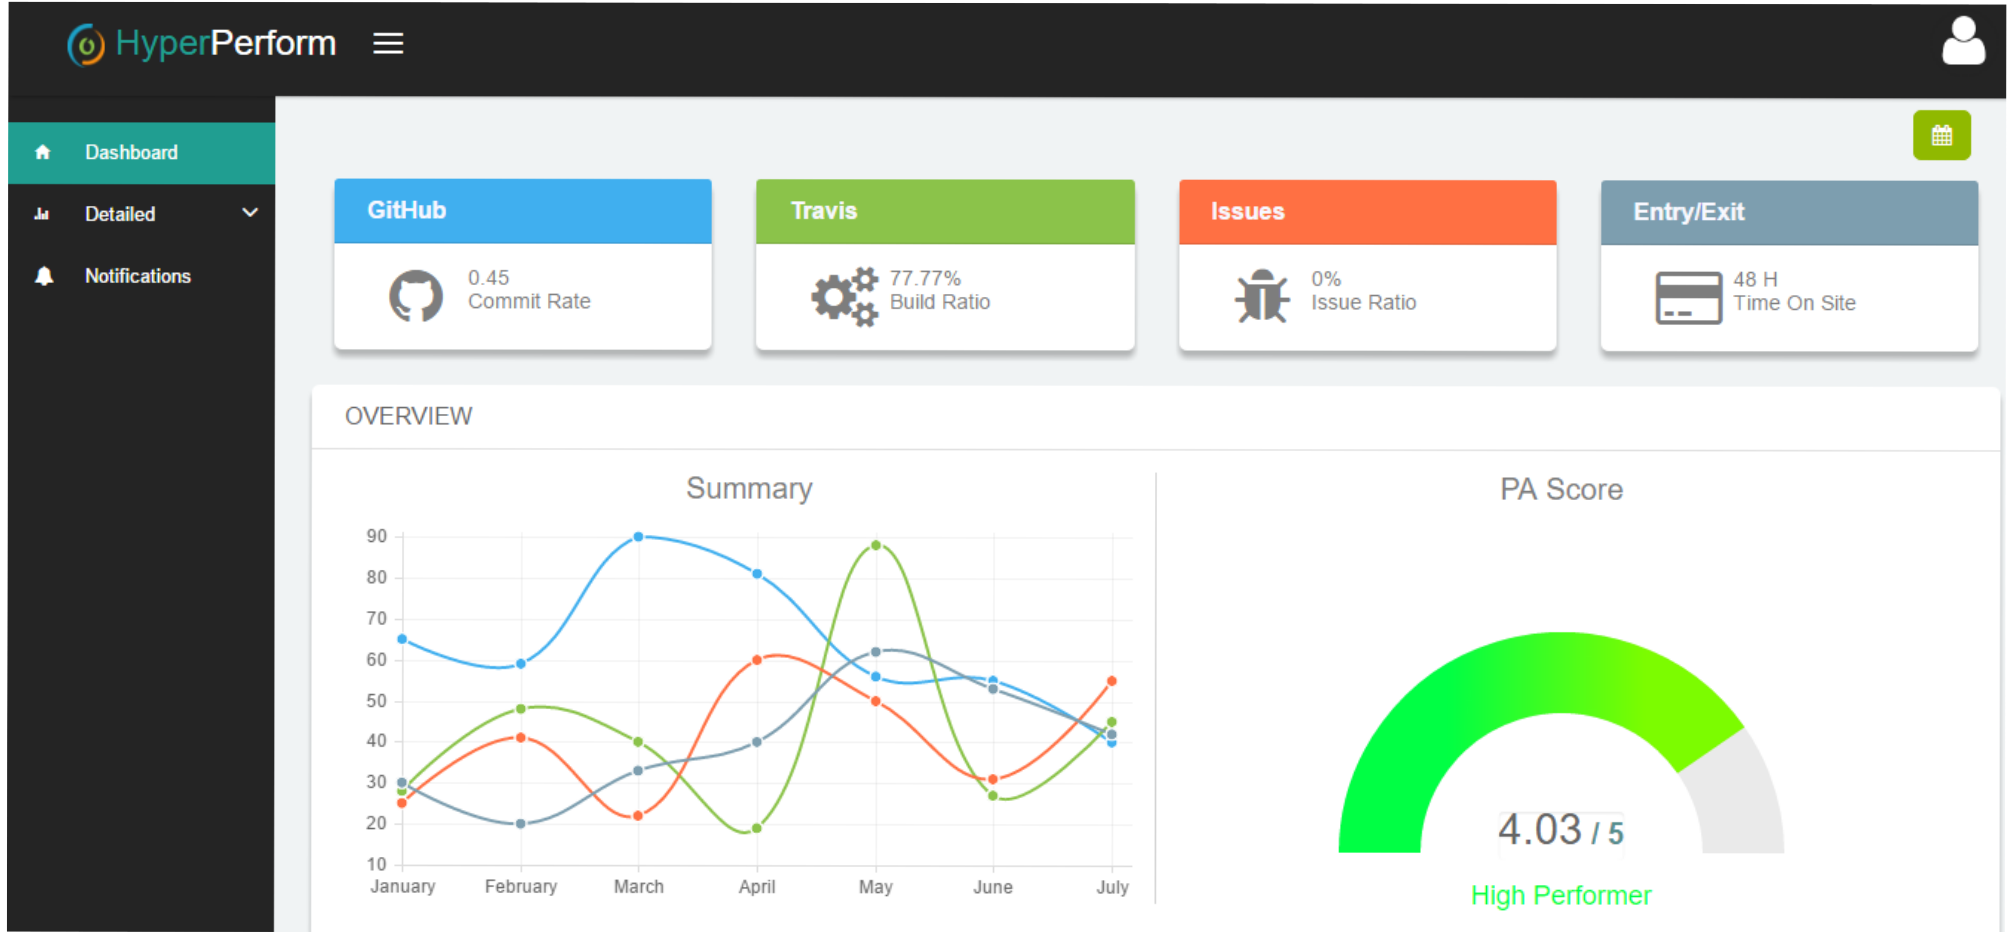 HyperPerform
Dashboard
Detailed
Notifications
GitHub
0.45
Commit Rate
Travis
77.77%
Build Ratio
Issues
0%
Issue Ratio
Entry/Exit
48 H
Time On Site
OVERVIEW
Summary
90
80
70
60
50
40
30
20
10
January February March April May June July
PA Score
4.03 / 5
High Performer